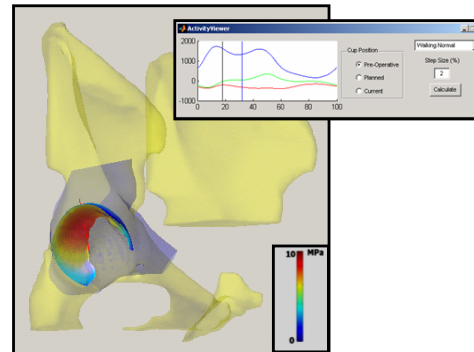 ActivityViewer
2000
1000
0
-1000
0
20
40
60
80
100
Cup Position
Pre-Operative
Planned
Current
Walking Normal
Step Size (%)
2
Calculate
10
MPa
0